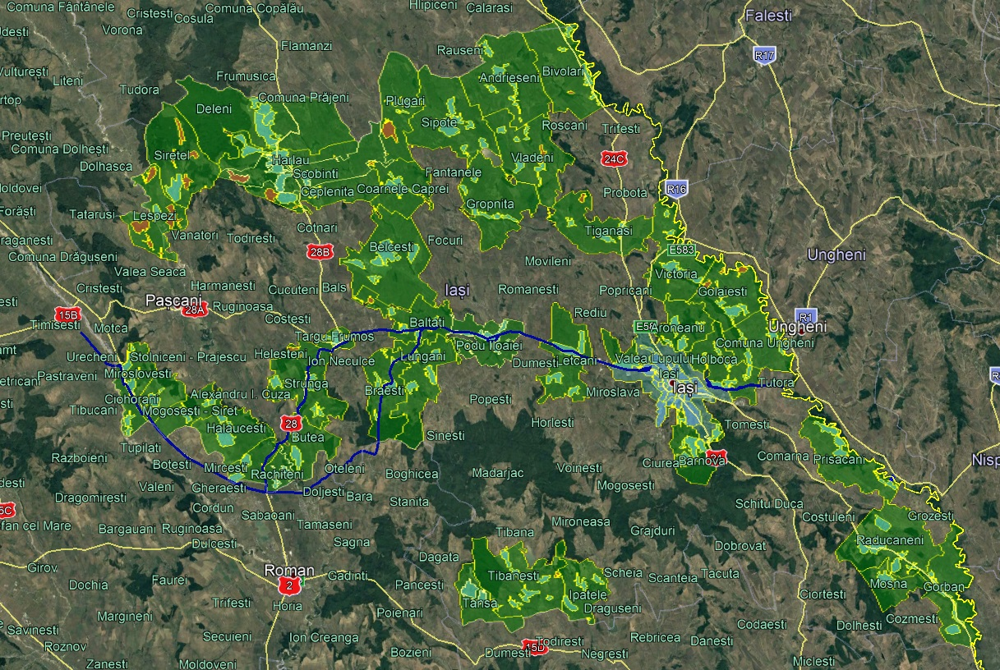 Hlipiceni
Calarasi
Comuna Fântânele
Cristesti
Comuna Copălău
Cosula
Falesti
Vorona
Flamanzi
Rauseni
R17
Liteni
Tudora
Frumusica
Andrieseni
Bivolari
Deleni
Comuna Prăjeni
Plugari
Sipote
Roscani
Trifesti
Preutești
Comuna Dolhești
Dolhasca
Siretel
Harlau
Scobinti
Vladeni
24C
Fantanele
Ceplenita
Coarnele Caprei
Gropnita
Probota
R16
Tatarusi
Lespezi
Vanatori
Todiresti
Cotnari
Tiganasi
Comuna Drăgușeni
28B
Belcesti
Focuri
E583
Ungheni
Movileni
Valea Seacă
Victoria
Cristesti
Harmanesti
Cucuteni
Bals
Iași
Romanesti
Popricani
Golaiesti
Pașcani
28A
Ruginoasa
Costesti
Rediu
15B
Timisesti
Motca
Baltati
Aroneanu
R1
Ungheni
Targu Frumos
Podu Iloaiei
Comuna Ungheni
Urecheni
Stolniceni - Prăjescu
Helesteni
Ion Neculce
Lungani
Dumesti
Letcani
Valea Lupului
Holboca
Pastraveni
Miroslovesti
Iasi
Iași
Tutora
Strunga
Braesti
Miroslava
Ciohorani
Alexandru I. Cuza
Popesti
Tibucani
Mogosesti - Siret
Horlesti
Tomesti
28
Halaucesti
Butea
Sinesti
Tupilati
Razboieni
Botesti
Mircesti
Rachiteni
Oteleni
Boghicea
Madarjac
Voinesti
Ciurea
Barnova
24
Comarna
Prisacani
Dragomiresti
Valeni
Gheraesti
Doljesti
Bara
Stanita
Mogosesti
Schitu Duca
Costuleni
Grozesti
Cordun
Sabaoani
Tamaseni
Bargauani
Ruginoasa
Dulcesti
Sagna
Tibana
Mironeasa
Grajduri
Dobrovat
Raducaneni
Girov
Roman
Gadinti
Dagata
Tibanesti
Scheia
Scanteia
Tacuta
Mosna
Gorban
Dochia
Faurei
2
Pancesti
Ipatele
Ciortesti
Trifesti
Horia
Tansa
Draguseni
Margineni
Poienari
Codaesti
Dolhesti
Cozmesti
Savinesti
Secuieni
Ion Creanga
Todiresti
Rebricea
Danesti
Roznov
Bozieni
15D
Dumesti
Negresti
Zanesti
Moldoveni
Miclesti